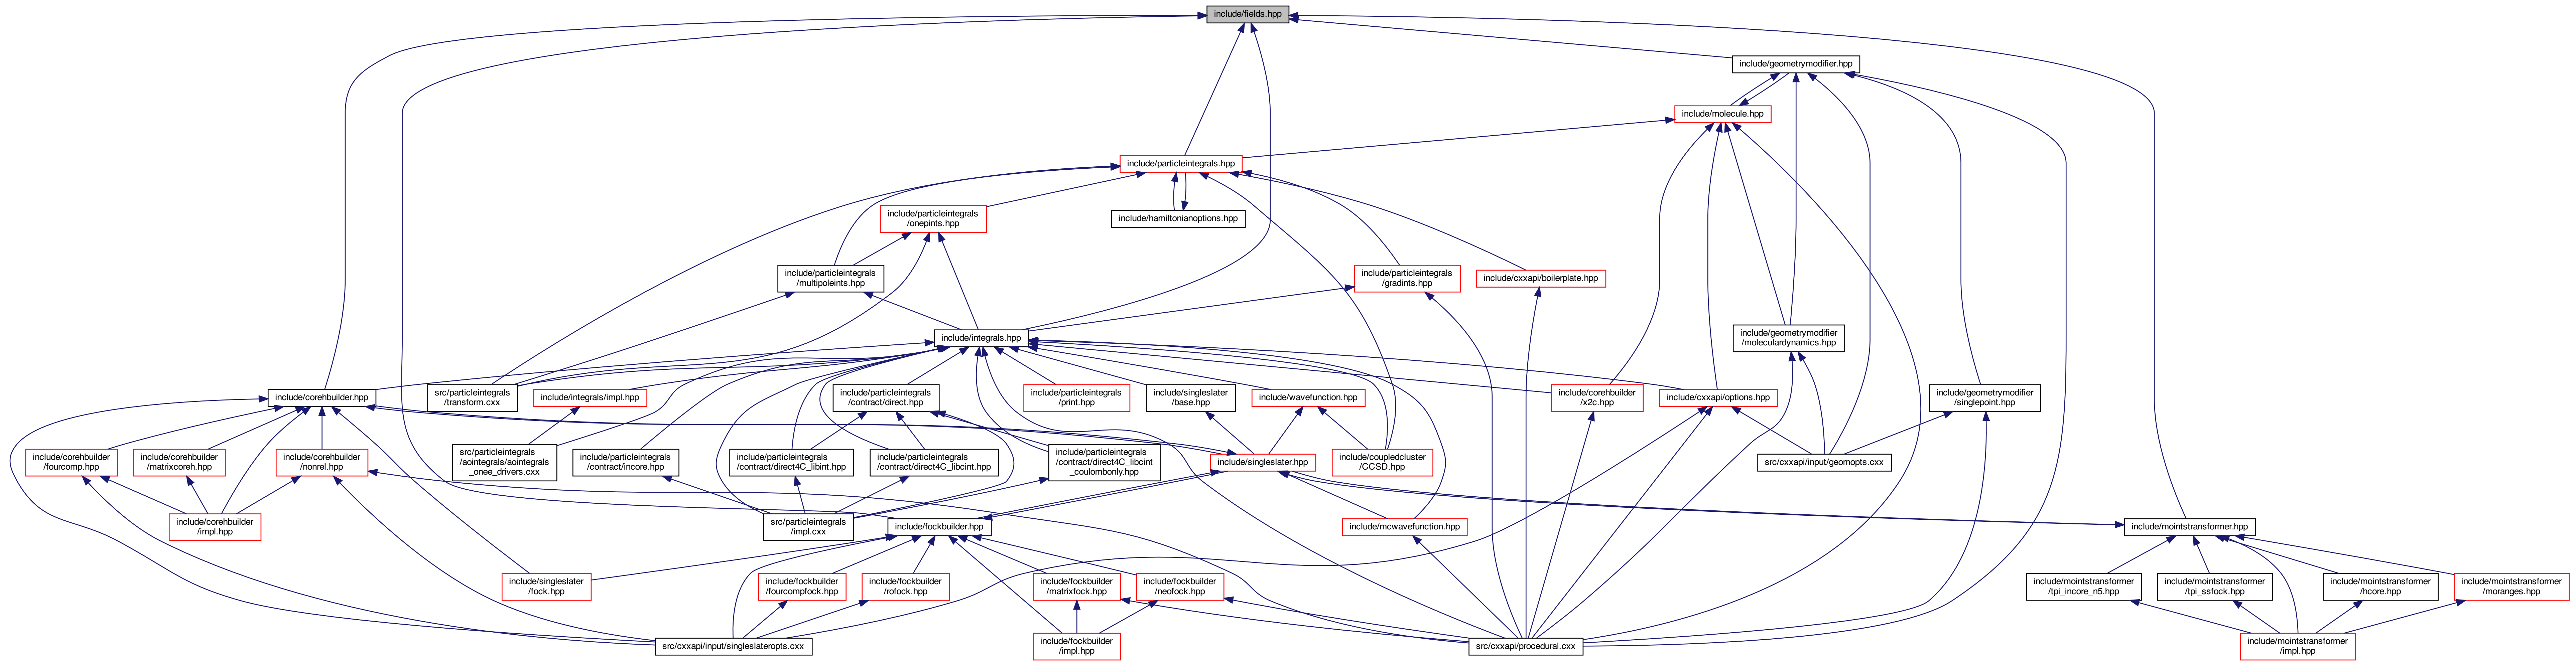 include/fields.hpp
include/geometrymodifier.hpp
include/molecule.hpp
include/particleintegrals.hpp
include/particleintegrals
/onepints.hpp
include/hamiltonianoptions.hpp
include/particleintegrals
/multipoleints.hpp
include/particleintegrals
/gradints.hpp
include/cxxapi/boilerplate.hpp
include/integrals.hpp
include/geometrymodifier
/moleculardynamics.hpp
include/corehbuilder.hpp
src/particleintegrals
/transform.cxx
include/integrals/impl.hpp
include/particleintegrals
/contract/direct.hpp
include/particleintegrals
/print.hpp
include/singleslater
/base.hpp
include/wavefunction.hpp
include/corehbuilder
/x2c.hpp
include/cxxapi/options.hpp
include/geometrymodifier
/singlepoint.hpp
include/corehbuilder
/fourcomp.hpp
include/corehbuilder
/matrixcoreh.hpp
include/corehbuilder
/nonrel.hpp
src/particleintegrals
/aointegrals/aointegrals
_onee_drivers.cxx
include/particleintegrals
/contract/incore.hpp
include/particleintegrals
/contract/direct4C_libint.hpp
include/particleintegrals
/contract/direct4C_libcint.hpp
include/particleintegrals
/contract/direct4C_libcint
_coulombonly.hpp
include/singleslater.hpp
include/coupledcluster
/CCSD.hpp
src/cxxapi/input/geomopts.cxx
include/corehbuilder
/impl.hpp
src/particleintegrals
/impl.cxx
include/fockbuilder.hpp
include/mcwavefunction.hpp
include/mointstransformer.hpp
include/singleslater
/fock.hpp
include/fockbuilder
/fourcompfock.hpp
include/fockbuilder
/rofock.hpp
include/fockbuilder
/matrixfock.hpp
include/fockbuilder
/neofock.hpp
include/mointstransformer
/tpi_incore_n5.hpp
include/mointstransformer
/tpi_ssfock.hpp
include/mointstransformer
/hcore.hpp
include/mointstransformer
/moranges.hpp
src/cxxapi/input/singleslateropts.cxx
include/fockbuilder
/impl.hpp
src/cxxapi/procedural.cxx
include/mointstransformer
/impl.hpp